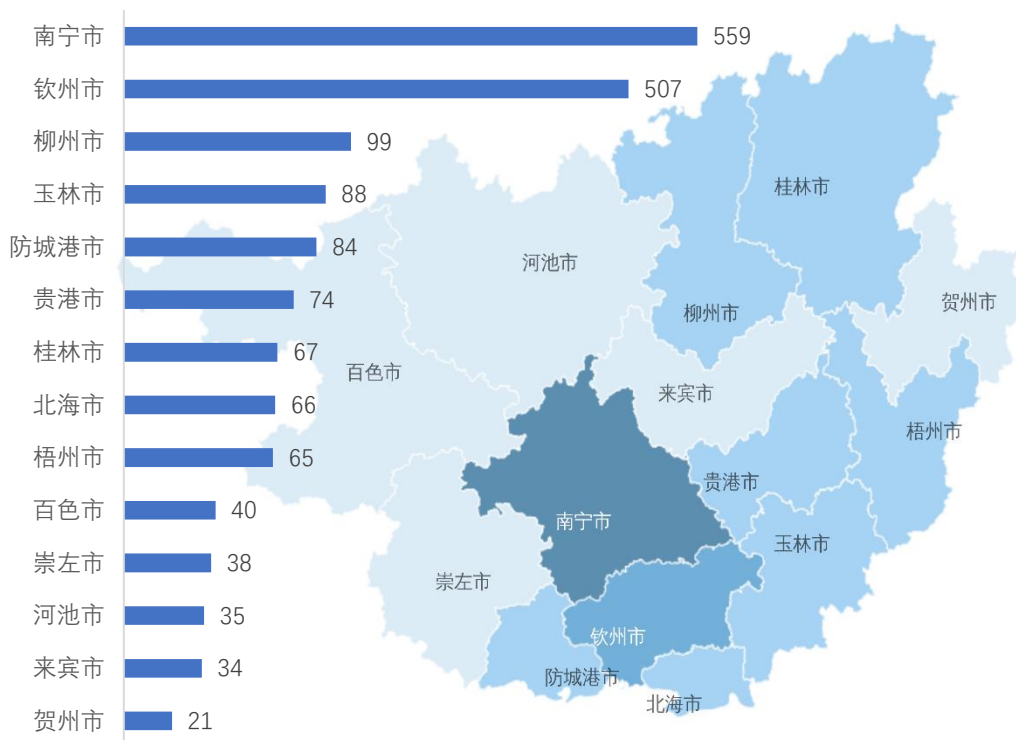 南宁市 559
钦州市 507
柳州市 99
玉林市 88
防城港市 84
贵港市 74
桂林市 67
北海市 66
梧州市 65
百色市 40
崇左市 38
河池市 35
来宾市 34
贺州市 21
桂林市
河池市
贺州市
柳州市
百色市
来宾市
梧州市
贵港市
南宁市
玉林市
崇左市
钦州市
防城港市
北海市